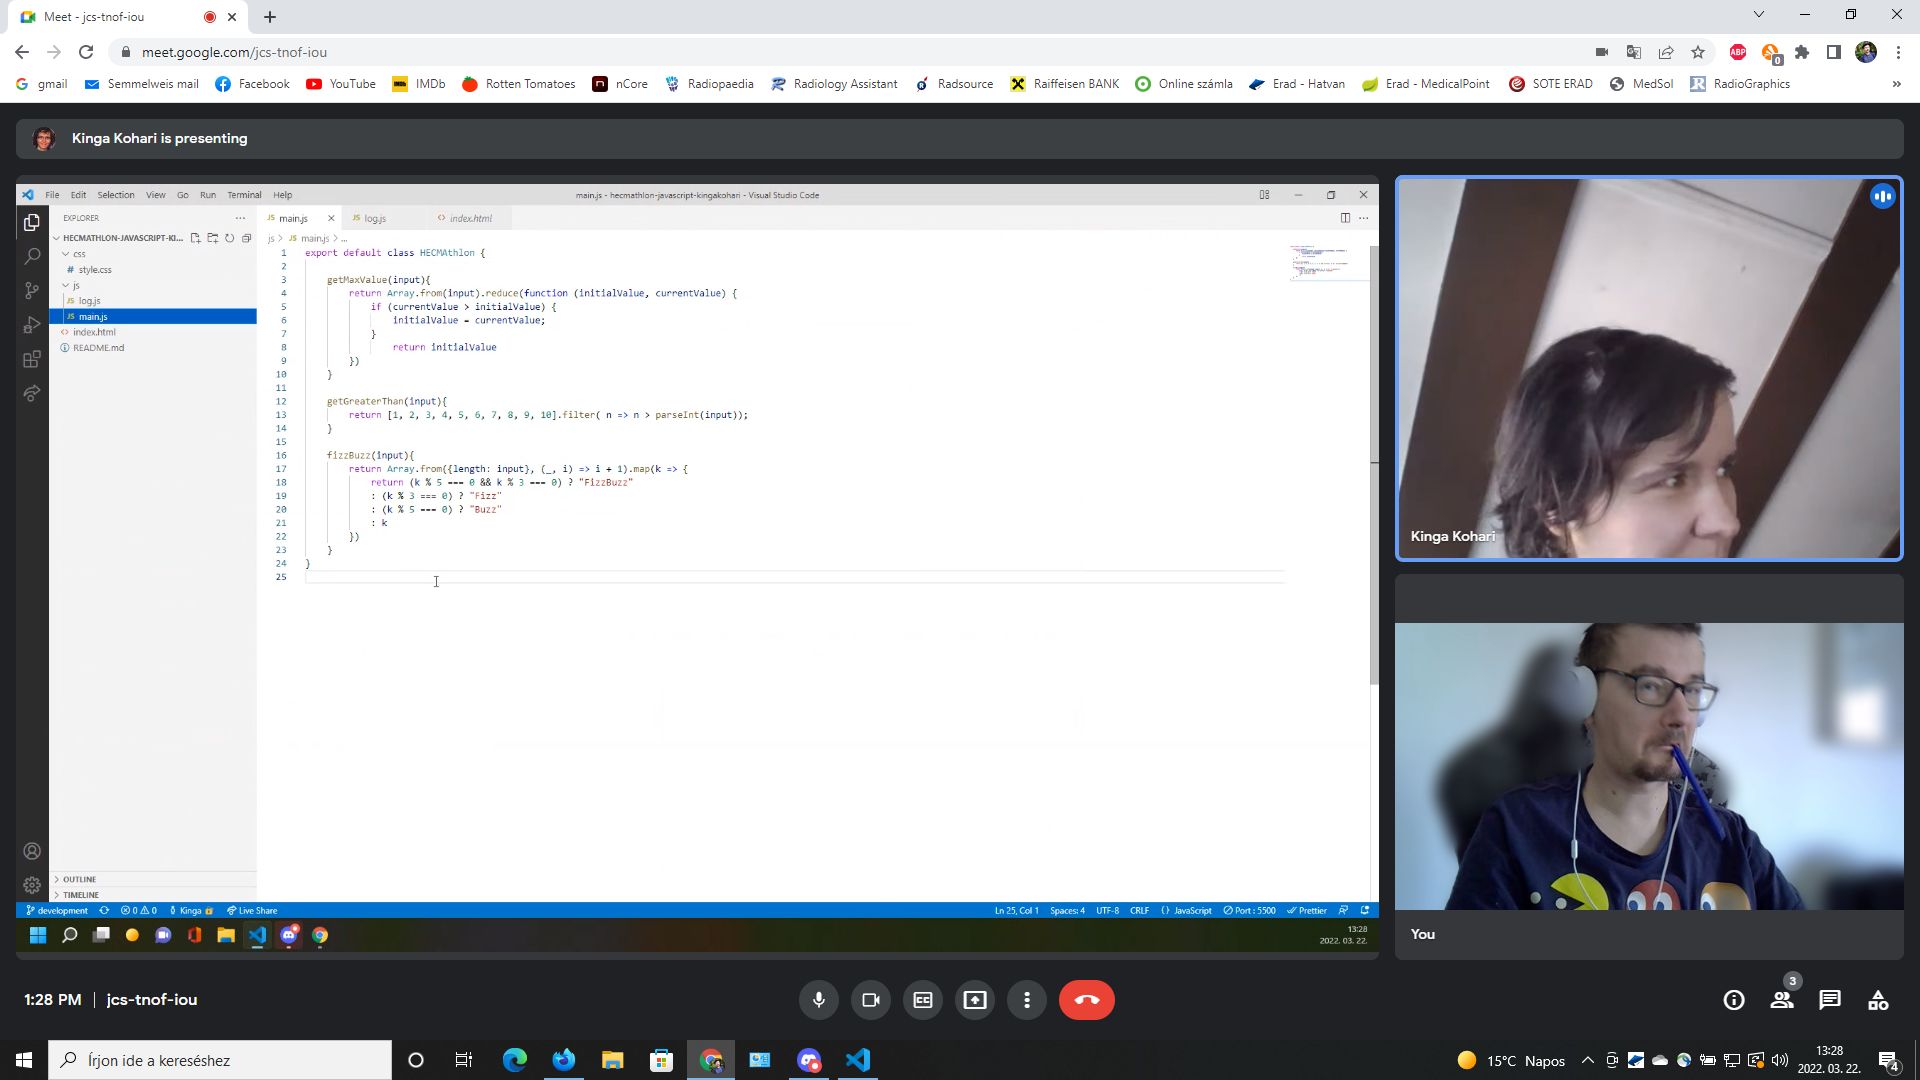 Meet - jcs-tnof-iou
meet.google.com/jcs-tnof-iou
ABP
0
gmail Semmelweis mail Facebook YouTube IMDb Rotten Tomatoes nCore Radiopaedia Radiology Assistant Radsource Raiffeisen BANK Online számla Erad - Hatvan Erad - MedicalPoint SOTE ERAD MedSol RadioGraphics »
Kinga Kohari is presenting
File Edit Selection View Go Run Terminal Help
main.js - hecmathlon-javascript-kingakohari - Visual Studio Code
EXPLORER
JS main.js
JS log.js
<> index.html
HECMATHLON-JAVASCRIPT-KI...
js > JS main.js > ...
css
# style.css
js
JS log.js
JS main.js
<> index.html
README.md
1 export default class HECMAthlon {
2
3 getMaxValue(input){
4 return Array.from(input).reduce(function (initialValue, currentValue) {
5 if (currentValue > initialValue) {
6 initialValue = currentValue;
7 }
8 return initialValue
9 })
10 }
11
12 getGreaterThan(input){
13 return [1, 2, 3, 4, 5, 6, 7, 8, 9, 10].filter( n => n > parseInt(input));
14 }
15
16 fizzBuzz(input){
17 return Array.from({length: input}, (_, i) => i + 1).map(k => {
18 return (k % 5 === 0 && k % 3 === 0) ? "FizzBuzz"
19 : (k % 3 === 0) ? "Fizz"
20 : (k % 5 === 0) ? "Buzz"
21 : k
22 })
23 }
24 }
25
OUTLINE
TIMELINE
development 0 0 Kinga Live Share
Ln 25, Col 1 Spaces: 4 UTF-8 CRLF {} JavaScript Port : 5500 Prettier
13:28
2022. 03. 22.
Kinga Kohari
You
1:28 PM | jcs-tnof-iou
CC
3
Írjon ide a kereséshez
15°C Napos
13:28
2022. 03. 22.
4